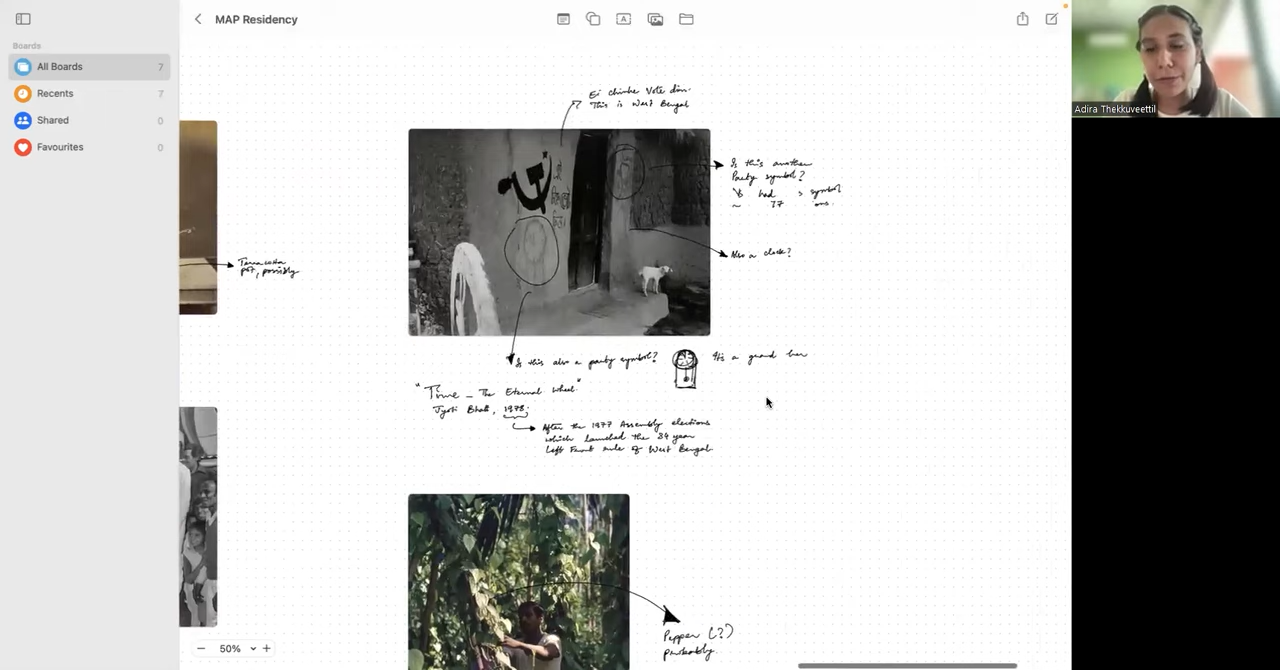 MAP Residency
Boards
All Boards 7
Recents 7
Shared 0
Favourites 0
Adira Thekkuveettil
Ei chinhe Vote din.
This is West Bengal
Is this another
Party symbol?
had symbol
37
Also a clock?
Terracotta
pot, possibly
Is this also a party symbol?
It's a grand
"Time – The Eternal Wheel"
Jyoti Bhatt, 1978.
After the 1977 Assembly elections
which launched the 34 year
Left Front rule of West Bengal
Pepper (?)
probably.
50%